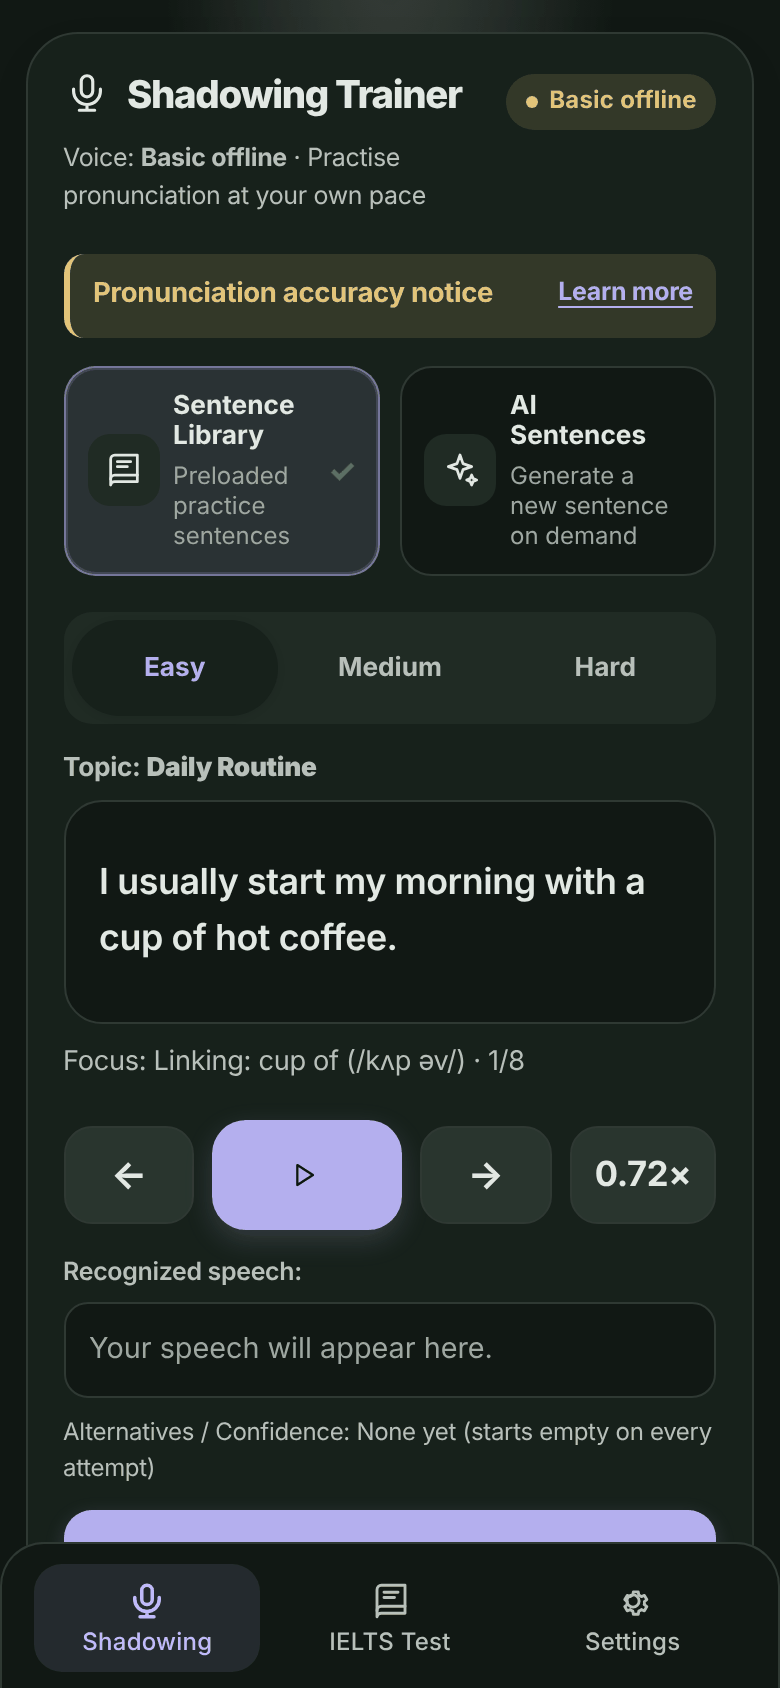 Shadowing Trainer
Basic offline
Voice: Basic offline · Practise
pronunciation at your own pace
Pronunciation accuracy notice
Learn more
Sentence
Library
Preloaded
practice
sentences
AI
Sentences
Generate a
new sentence
on demand
Easy
Medium
Hard
Topic: Daily Routine
I usually start my morning with a
cup of hot coffee.
Focus: Linking: cup of (/kʌp əv/) · 1/8
0.72×
Recognized speech:
Your speech will appear here.
Alternatives / Confidence: None yet (starts empty on every
attempt)
Shadowing
IELTS Test
Settings